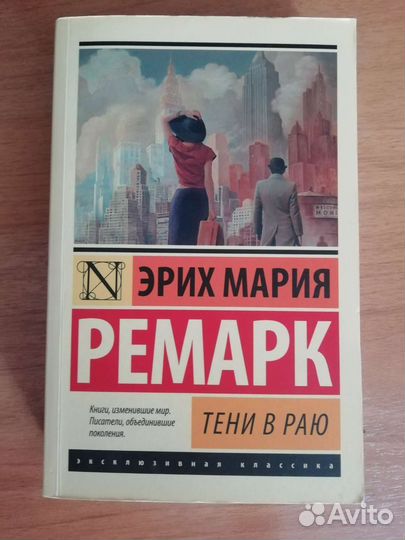 N
ЭРИХ МАРИЯ
РЕМАРК
Книги, изменившие мир.
Писатели, объединившие
поколения.
ТЕНИ В РАЮ
эксклюзивная классика
Avito